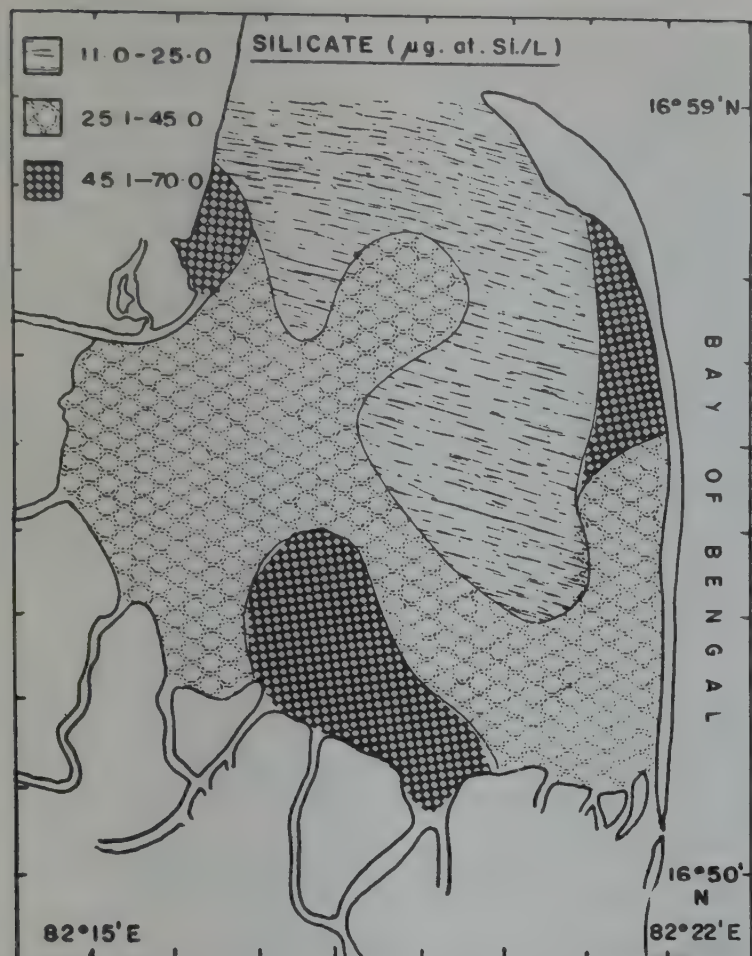 SILICATE (µg. at. Si./L)
11.0-25.0
25.1-45.0
45.1-70.0
16°59'N
BAY OF BENGAL
16°50'
N
82°15'E
82°22'E